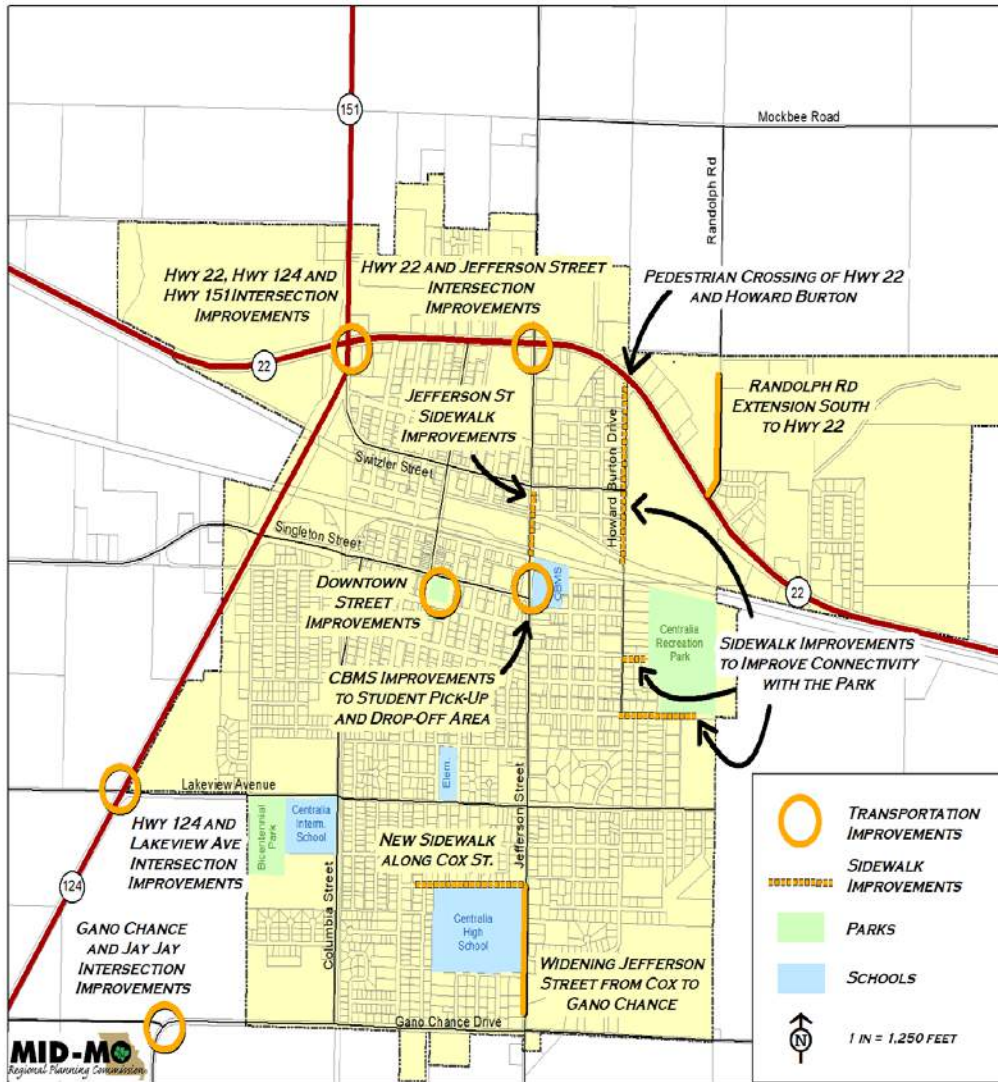 151
Mockbee Road
Randolph Rd
HWY 22, HWY 124 AND
HWY 151 INTERSECTION
IMPROVEMENTS
HWY 22 AND JEFFERSON STREET
INTERSECTION
IMPROVEMENTS
PEDESTRIAN CROSSING OF HWY 22
AND HOWARD BURTON
22
JEFFERSON ST
SIDEWALK
IMPROVEMENTS
RANDOLPH RD
EXTENSION SOUTH
TO HWY 22
Howard Burton Drive
Switzler Street
Singleton Street
DOWNTOWN
STREET
IMPROVEMENTS
CBMS
22
Centralia
Recreation
Park
SIDEWALK IMPROVEMENTS
TO IMPROVE CONNECTIVITY
WITH THE PARK
CBMS IMPROVEMENTS
TO STUDENT PICK-UP
AND DROP-OFF AREA
Elem.
Jefferson Street
Lakeview Avenue
Bicentennial
Park
Centralia
Interm.
School
HWY 124 AND
LAKEVIEW AVE
INTERSECTION
IMPROVEMENTS
124
NEW SIDEWALK
ALONG COX ST.
Columbia Street
Centralia
High
School
GANO CHANCE
AND JAY JAY
INTERSECTION
IMPROVEMENTS
WIDENING JEFFERSON
STREET FROM COX TO
GANO CHANCE
Gano Chance Drive
TRANSPORTATION
IMPROVEMENTS
SIDEWALK
IMPROVEMENTS
PARKS
SCHOOLS
N
1 IN = 1,250 FEET
MID-MO
Regional Planning Commission